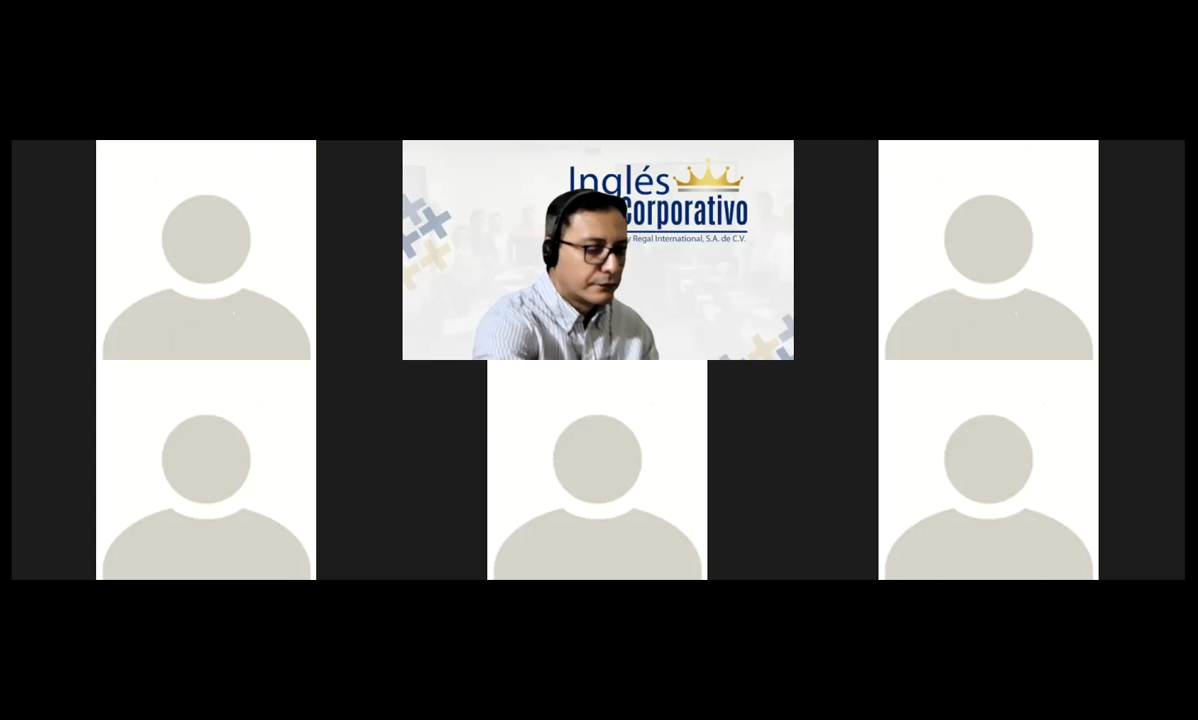 Inglés
Corporativo
y Regal International, S.A. de C.V.